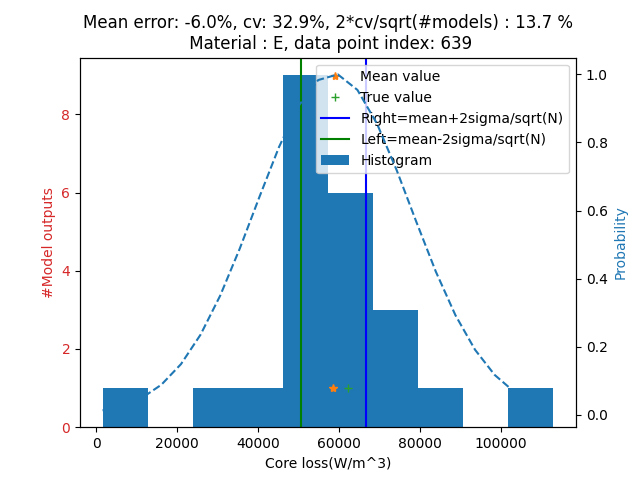 Mean error: -6.0%, cv: 32.9%, 2*cv/sqrt(#models) : 13.7 %
Material : E, data point index: 639
Mean value
True value
Right=mean+2sigma/sqrt(N)
Left=mean-2sigma/sqrt(N)
Histogram
#Model outputs
8
6
4
2
0
1.0
0.8
0.6
0.4
0.2
0.0
Probability
0 20000 40000 60000 80000 100000
Core loss(W/m^3)